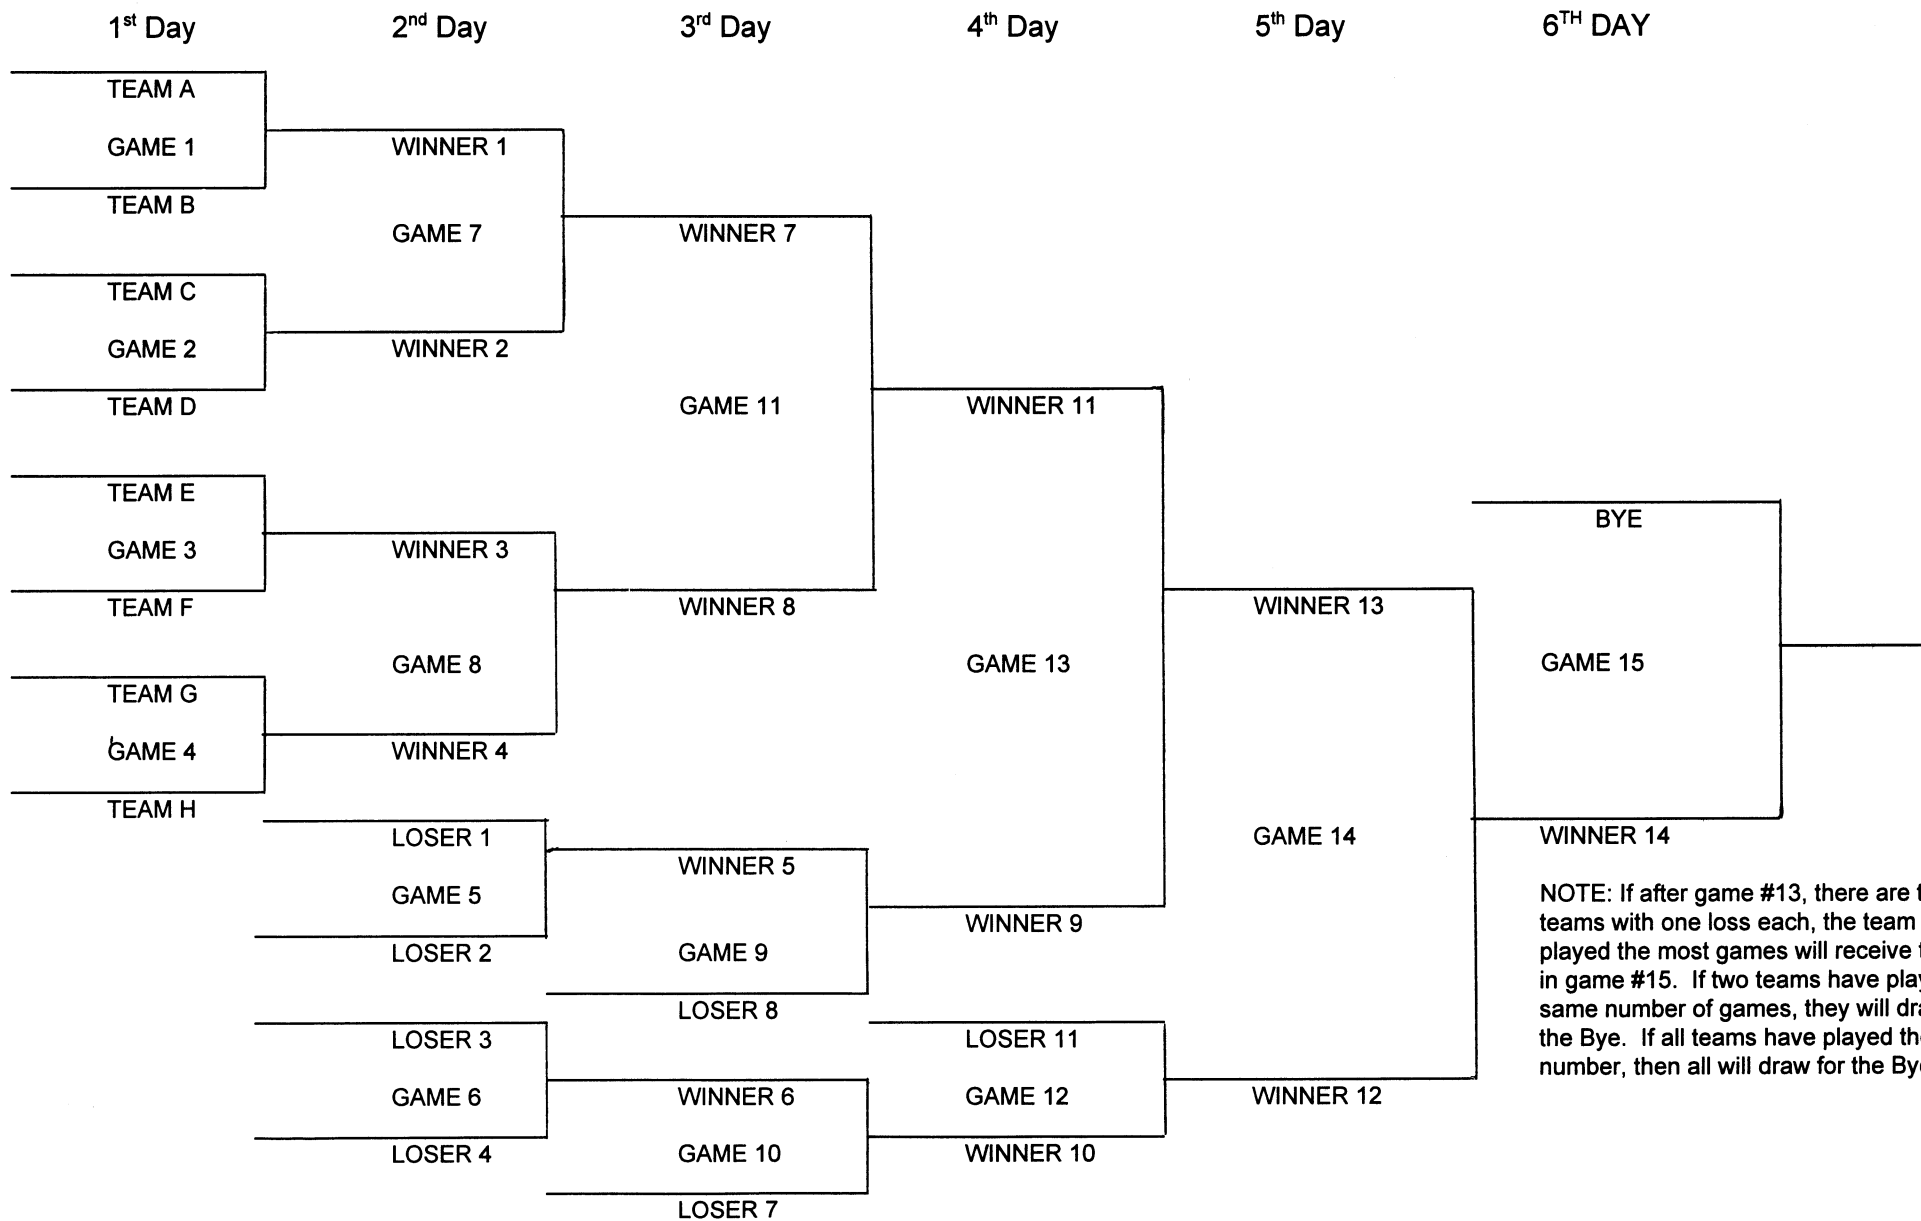 1st Day
2nd Day
3rd Day
4th Day
5th Day
6TH DAY
TEAM A
GAME 1
TEAM B
TEAM C
GAME 2
TEAM D
TEAM E
GAME 3
TEAM F
TEAM G
GAME 4
TEAM H
WINNER 1
GAME 7
WINNER 2
WINNER 3
GAME 8
WINNER 4
LOSER 1
GAME 5
LOSER 2
LOSER 3
GAME 6
LOSER 4
WINNER 7
GAME 11
WINNER 8
WINNER 5
GAME 9
LOSER 8
WINNER 6
GAME 10
LOSER 7
WINNER 11
GAME 13
WINNER 9
LOSER 11
GAME 12
WINNER 10
WINNER 13
GAME 14
WINNER 12
BYE
GAME 15
WINNER 14
NOTE: If after game #13, there are
teams with one loss each, the team
played the most games will receive
in game #15. If two teams have
same number of games, they will
the Bye. If all teams have played
number, then all will draw for the